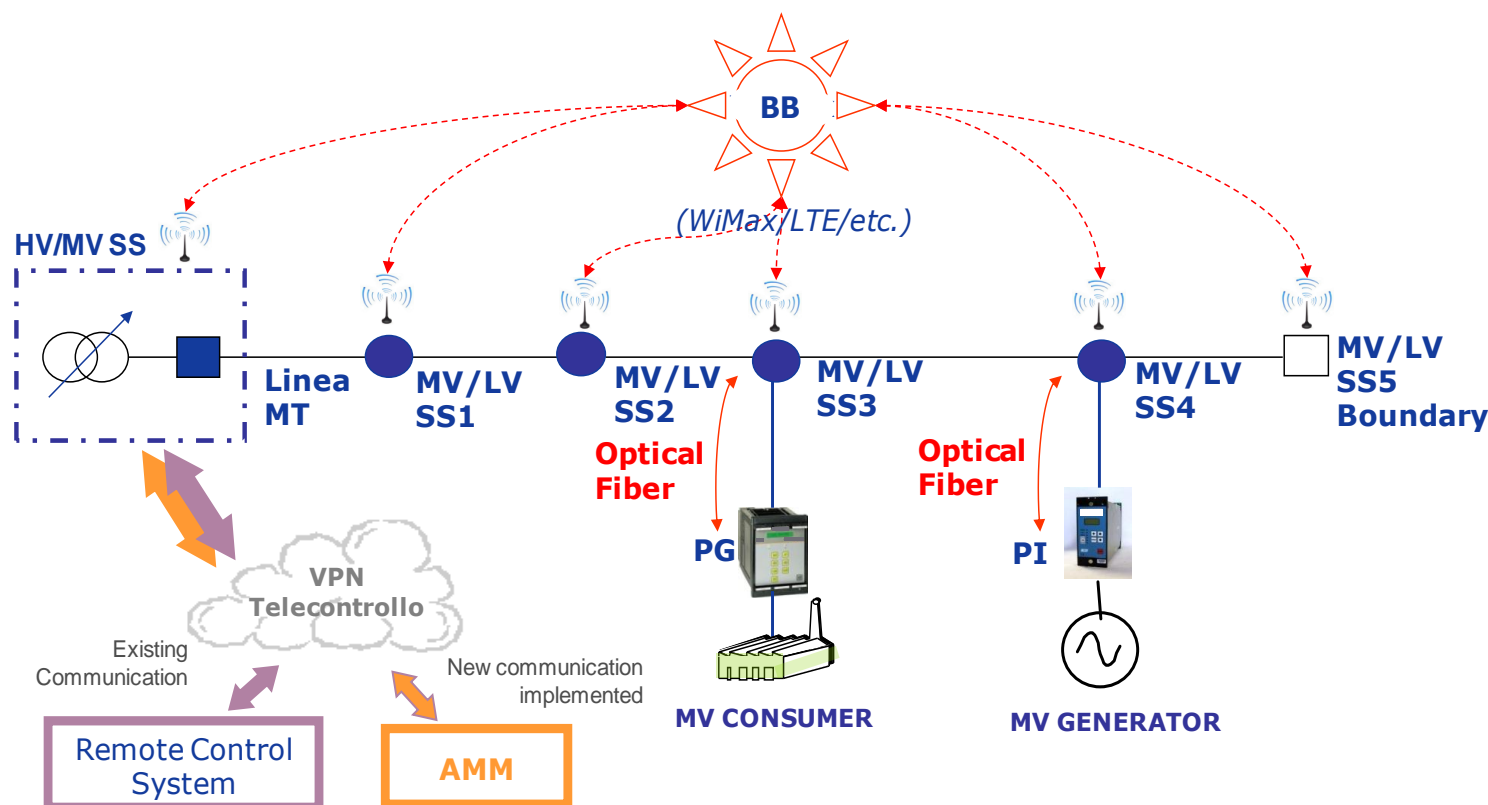 BB
(WiMax/LTE/etc.)
HV/MV SS
Linea
MT
MV/LV
SS1
MV/LV
SS2
MV/LV
SS3
MV/LV
SS4
MV/LV
SS5
Boundary
Optical
Fiber
Optical
Fiber
PG
PI
VPN
Telecontrollo
Existing
Communication
New communication
implemented
MV CONSUMER
MV GENERATOR
Remote Control
System
AMM